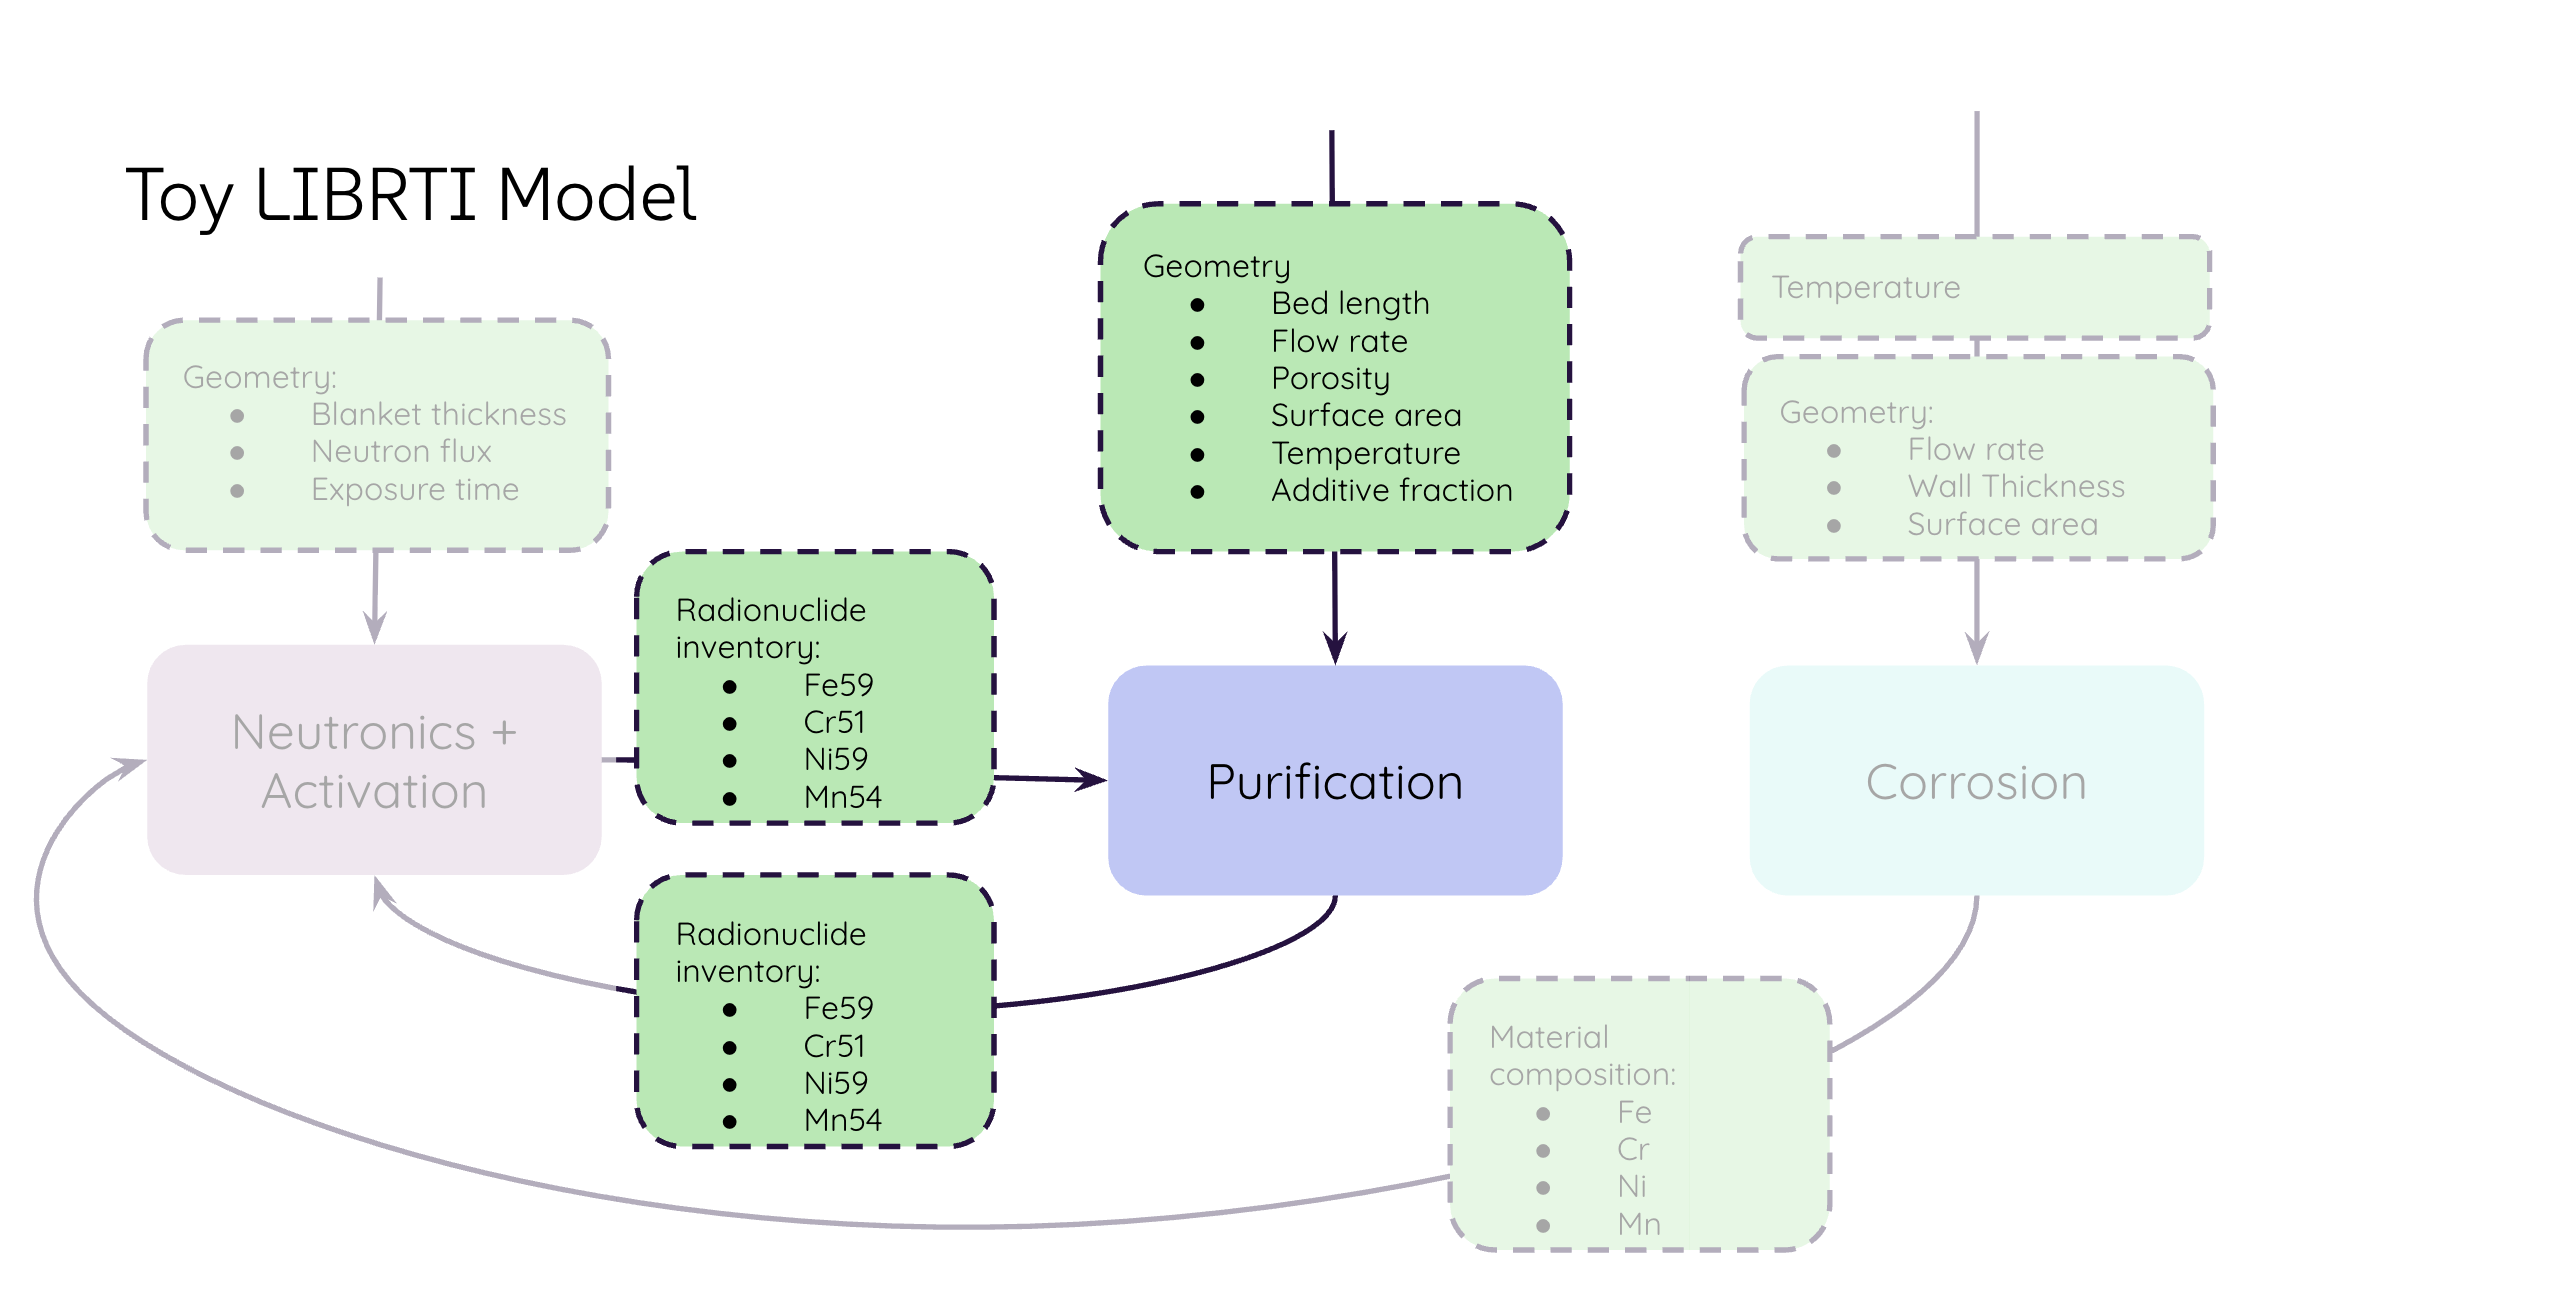 Toy LIBRTI Model
Geometry:
● Blanket thickness
● Neutron flux
● Exposure time
Neutronics +
Activation
Radionuclide
inventory:
● Fe59
● Cr51
● Ni59
● Mn54
Radionuclide
inventory:
● Fe59
● Cr51
● Ni59
● Mn54
Geometry
● Bed length
● Flow rate
● Porosity
● Surface area
● Temperature
● Additive fraction
Purification
Temperature
Geometry:
● Flow rate
● Wall Thickness
● Surface area
Corrosion
Material
composition:
● Fe
● Cr
● Ni
● Mn